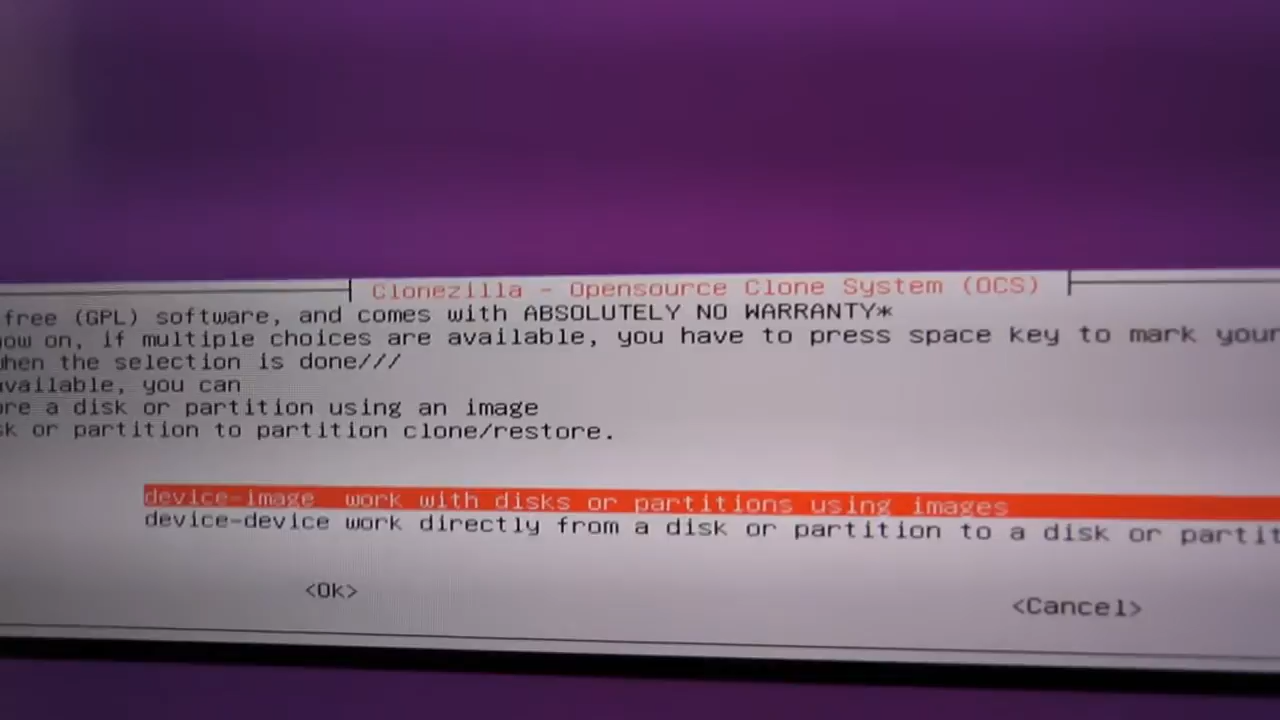 Clonezilla - Opensource Clone System (OCS)
free (GPL) software, and comes with ABSOLUTELY NO WARRANTY*
now on, if multiple choices are available, you have to press space key to mark your
when the selection is done///
available, you can
ore a disk or partition using an image
sk or partition to partition clone/restore.
device-image work with disks or partitions using images
device-device work directly from a disk or partition to a disk or partit
<Ok>
<Cancel>